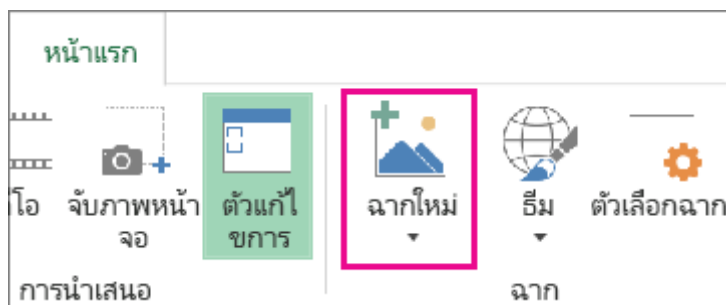 หน้าแรก
โอ
จับภาพหน้า
จอ
ตัวแก้ไ
ขการ
ฉากใหม่
ธีม
ตัวเลือกฉาก
การนำเสนอ
ฉาก